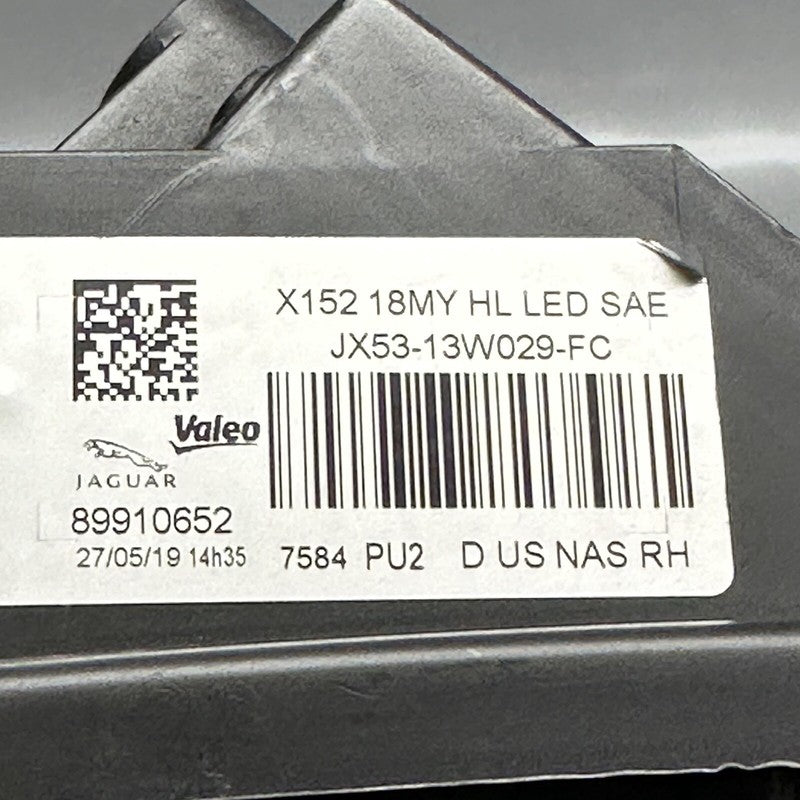 X152 18MY HL LED SAE
JX53-13W029-FC
Valeo
JAGUAR
89910652
27/05/19 14h35
7584 PU2 D US NAS RH